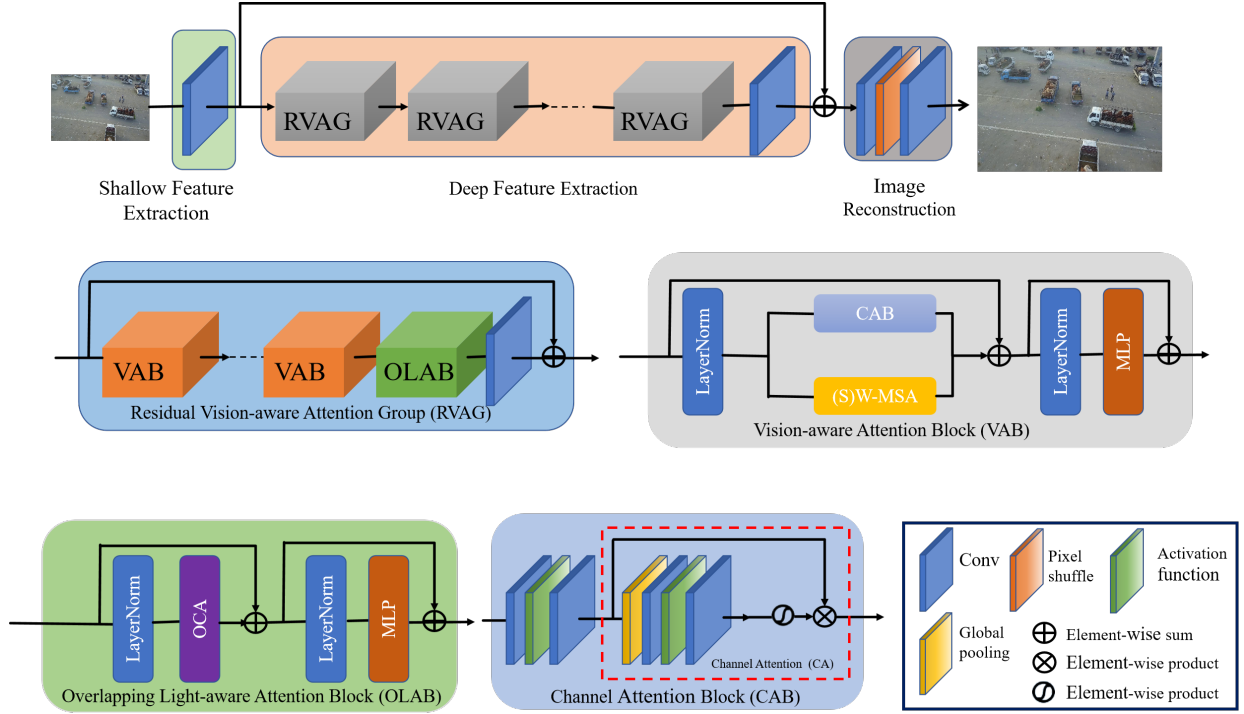 RVAG
RVAG
RVAG
Shallow Feature
Extraction
Deep Feature Extraction
Image
Reconstruction
VAB
VAB
OLAB
Residual Vision-aware Attention Group (RVAG)
LayerNorm
CAB
(S)W-MSA
LayerNorm
MLP
Vision-aware Attention Block (VAB)
LayerNorm
OCA
LayerNorm
MLP
Overlapping Light-aware Attention Block (OLAB)
Channel Attention (CA)
Channel Attention Block (CAB)
Conv
Pixel
shuffle
Activation
function
Global
pooling
Element-wise sum
Element-wise product
Element-wise product